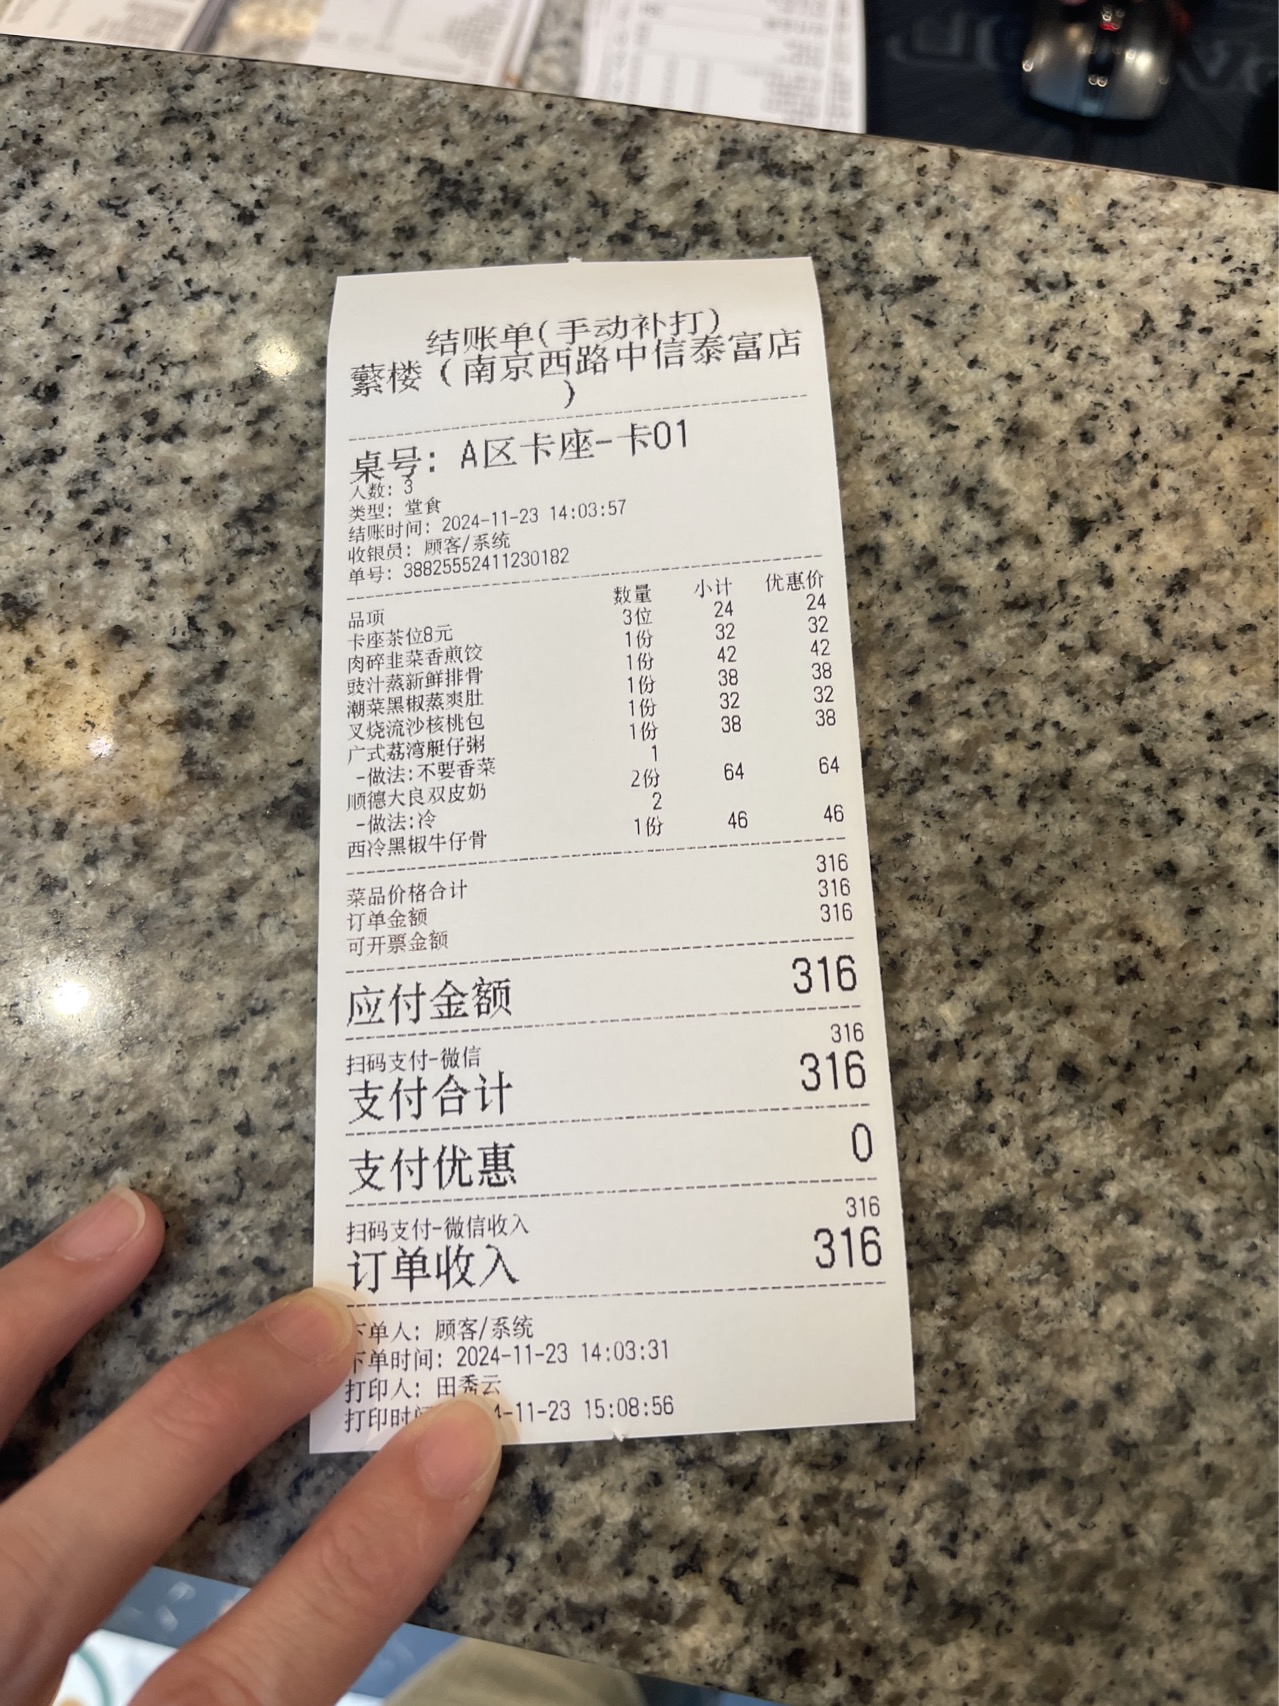 结账单(手动补打)
蘩楼（南京西路中信泰富店
）
桌号: A区卡座-卡01
人数: 3
类型: 堂食
结账时间: 2024-11-23 14:03:57
收银员: 顾客/系统
单号: 38825552411230182
品项 数量 小计 优惠价
卡座茶位8元 3位 24 24
肉碎韭菜香煎饺 1份 32 32
豉汁蒸新鲜排骨 1份 42 42
潮菜黑椒蒸爽肚 1份 38 38
叉烧流沙核桃包 1份 32 32
广式荔湾艇仔粥 1份 38 38
-做法:不要香菜 1
顺德大良双皮奶 2份 64 64
-做法:冷 2
西冷黑椒牛仔骨 1份 46 46
菜品价格合计 316
订单金额 316
可开票金额 316
应付金额 316
扫码支付-微信 316
支付合计 316
支付优惠 0
扫码支付-微信收入 316
订单收入 316
下单人: 顾客/系统
下单时间: 2024-11-23 14:03:31
打印人: 田秀云
打印时 4-11-23 15:08:56